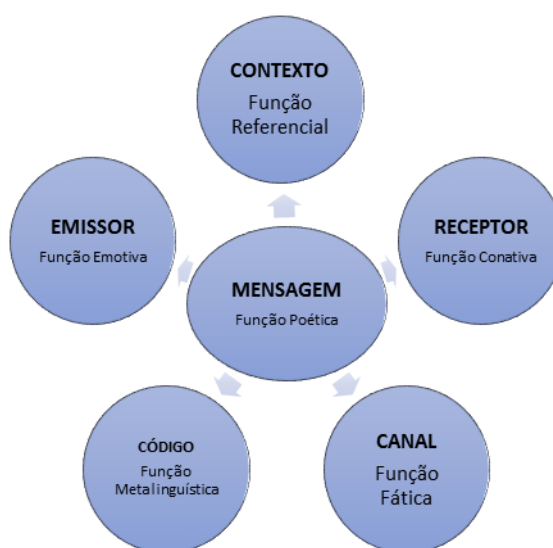 CONTEXTO
Função
Referencial
EMISSOR
Função Emotiva
RECEPTOR
Função Conativa
MENSAGEM
Função Poética
CÓDIGO
Função
Metalinguística
CANAL
Função
Fática